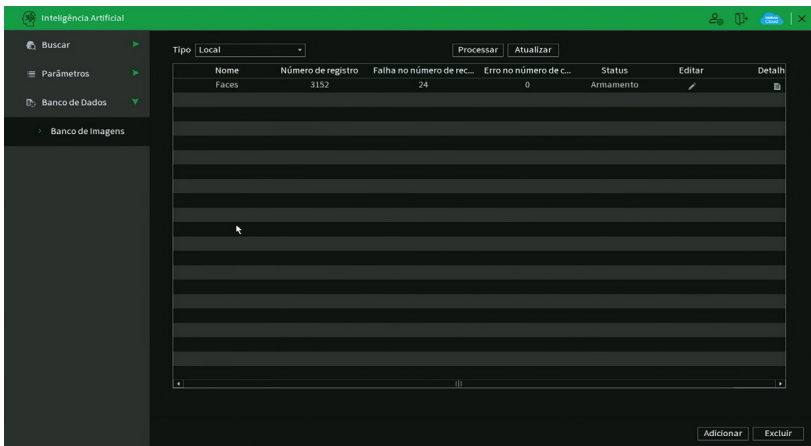 Inteligência Artificial
Buscar
Parâmetros
Banco de Dados
Banco de Imagens
Tipo Local Processar Atualizar
Nome Número de registro Falha no número de rec... Erro no número de c... Status Editar Detalh
Faces 3152 24 0 Armamento
Adicionar Excluir